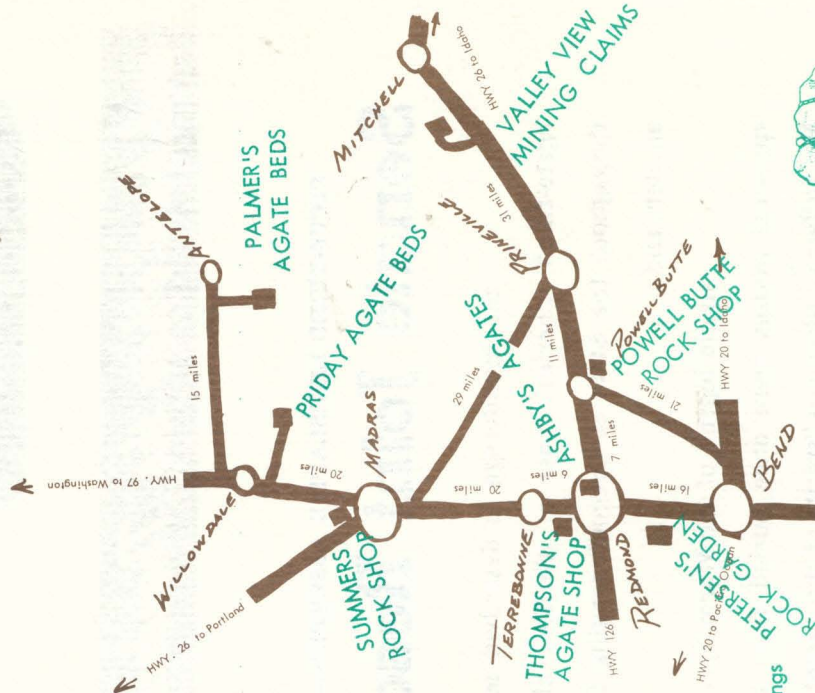 HWY. 97 to Washington
15 miles
ANTELOPE
PALMER'S
AGATE BEDS
WILLOWDALE
PRIDAY AGATE BEDS
20 miles
MADRAS
HWY. 26 to Portland
SUMMERS
ROCK SHOP
29 miles
MITCHELL
HWY 26 to Idaho
VALLEY VIEW
MINING CLAIMS
31 miles
PRINEVILLE
ASHBY'S AGATES
11 miles
POWELL BUTTE
POWELL BUTTE
ROCK SHOP
20 miles
TERREBONNE
6 miles
THOMPSON'S
AGATE SHOP
7 miles
21 miles
HWY 20 to Idaho
HWY 126
REDMOND
16 miles
BEND
PETERSEN'S
ROCK GARDEN
HWY 20 to Pacific Ocean
ngs